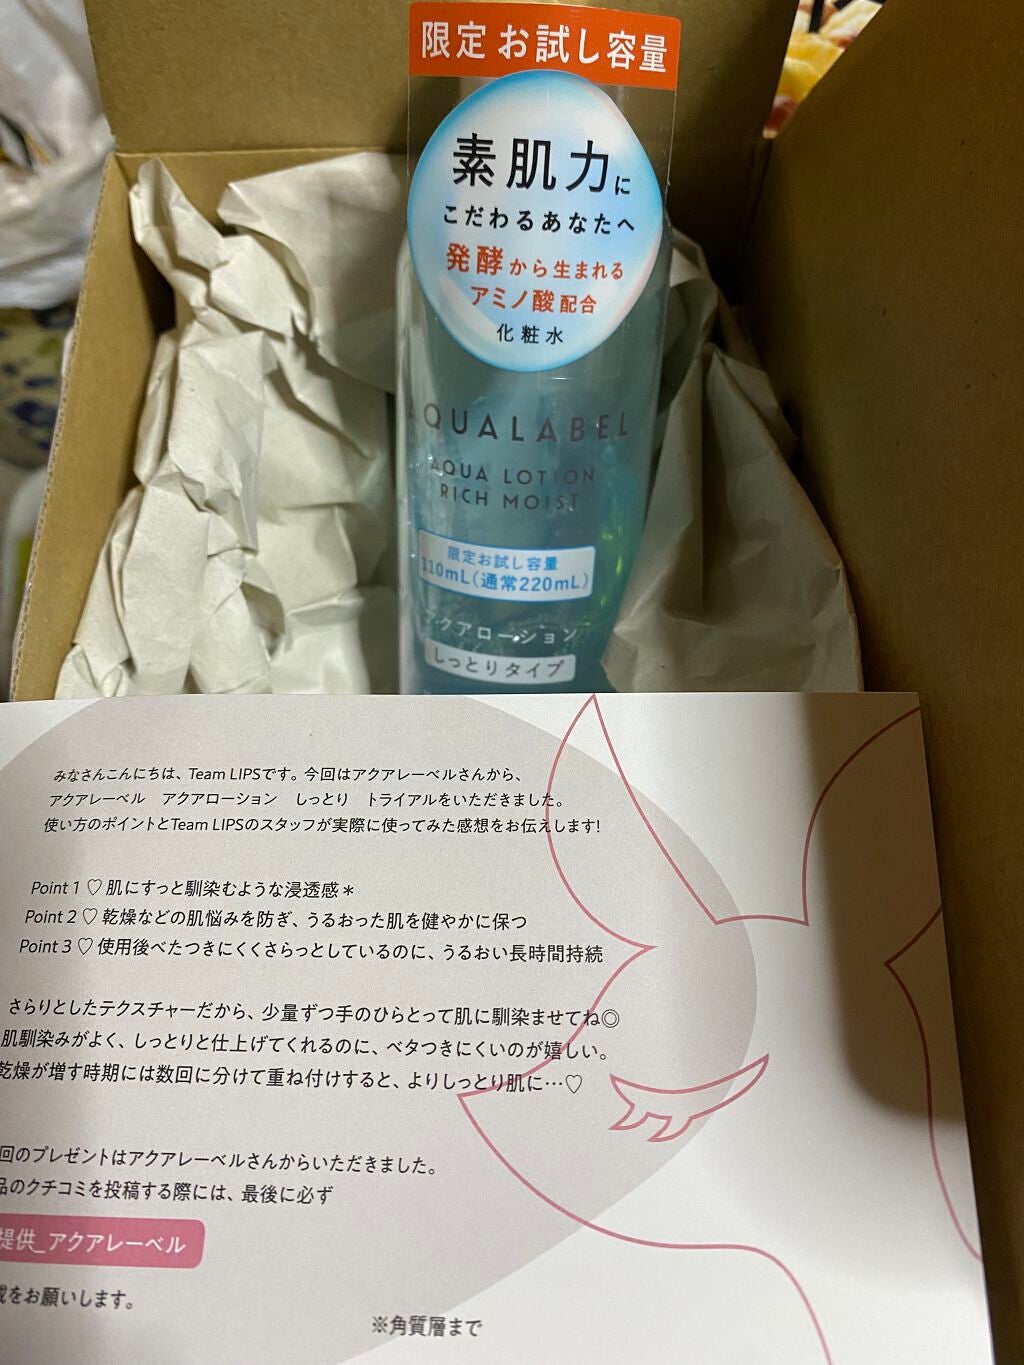 限定お試し容量
素肌力に
こだわるあなたへ
発酵から生まれる
アミノ酸配合
化粧水
AQUALABEL
AQUA LOTION
RICH MOIST
限定お試し容量
110mL(通常220mL)
アクアローション
しっとりタイプ
みなさんこんにちは、Team LIPSです。今回はアクアレーベルさんから、
アクアレーベル アクアローション しっとり トライアルをいただきました。
使い方のポイントとTeam LIPSのスタッフが実際に使ってみた感想をお伝えします!
Point 1 ♡ 肌にすっと馴染むような浸透感＊
Point 2 ♡ 乾燥などの肌悩みを防ぎ、うるおった肌を健やかに保つ
Point 3 ♡ 使用後べたつきにくくさらっとしているのに、うるおい長時間持続
さらりとしたテクスチャーだから、少量ずつ手のひらとって肌に馴染ませてね◎
肌馴染みがよく、しっとりと仕上げてくれるのに、ベタつきにくいのが嬉しい。
乾燥が増す時期には数回に分けて重ね付けすると、よりしっとり肌に…♡
回のプレゼントはアクアレーベルさんからいただきました。
品のクチコミを投稿する際には、最後に必ず
提供_アクアレーベル
載をお願いします。
※角質層まで